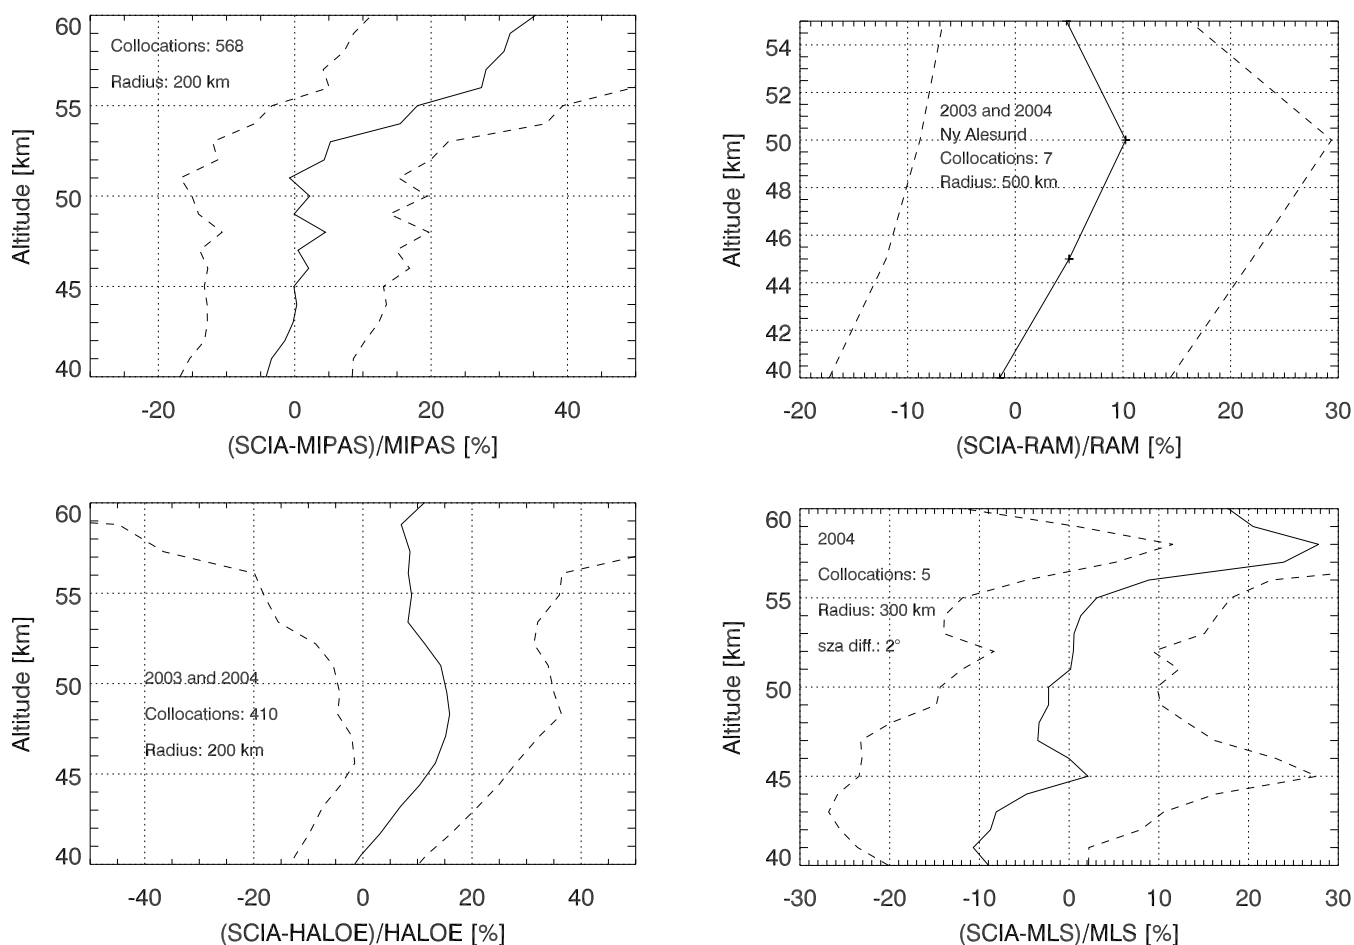 60
55
50
45
40
Altitude [km]
Collocations: 568
Radius: 200 km
-20
0
20
40
(SCIA-MIPAS)/MIPAS [%]
54
52
50
48
46
44
42
40
Altitude [km]
2003 and 2004
Ny Alesund
Collocations: 7
Radius: 500 km
-20
-10
0
10
20
30
(SCIA-RAM)/RAM [%]
60
55
50
45
40
Altitude [km]
2003 and 2004
Collocations: 410
Radius: 200 km
-40
-20
0
20
40
(SCIA-HALOE)/HALOE [%]
60
55
50
45
40
Altitude [km]
2004
Collocations: 5
Radius: 300 km
sza diff.: 2°
-30
-20
-10
0
10
20
30
(SCIA-MLS)/MLS [%]